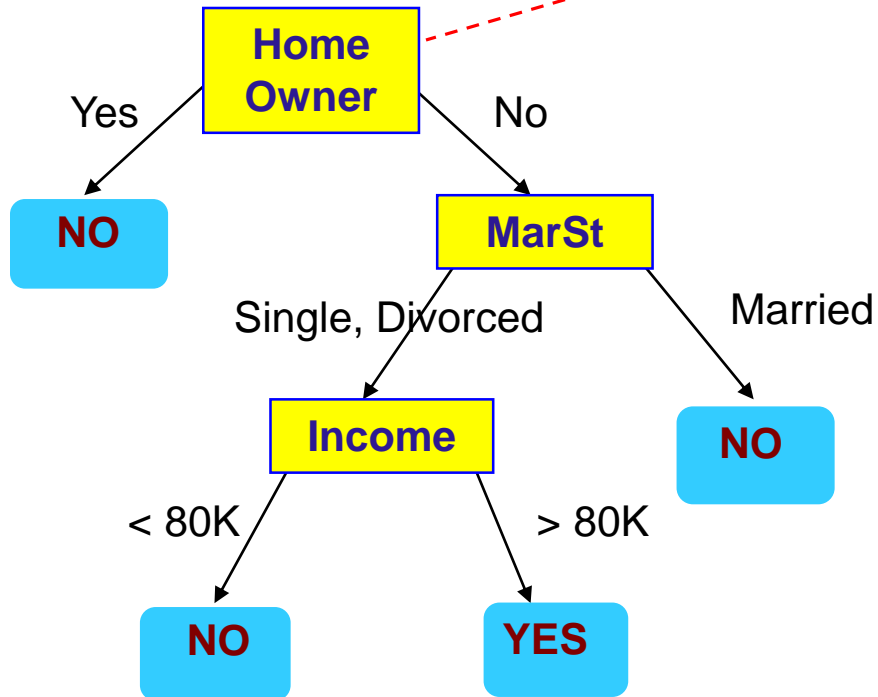 Home
Owner
Yes
No
NO
MarSt
Single, Divorced
Married
Income
NO
< 80K
> 80K
NO
YES